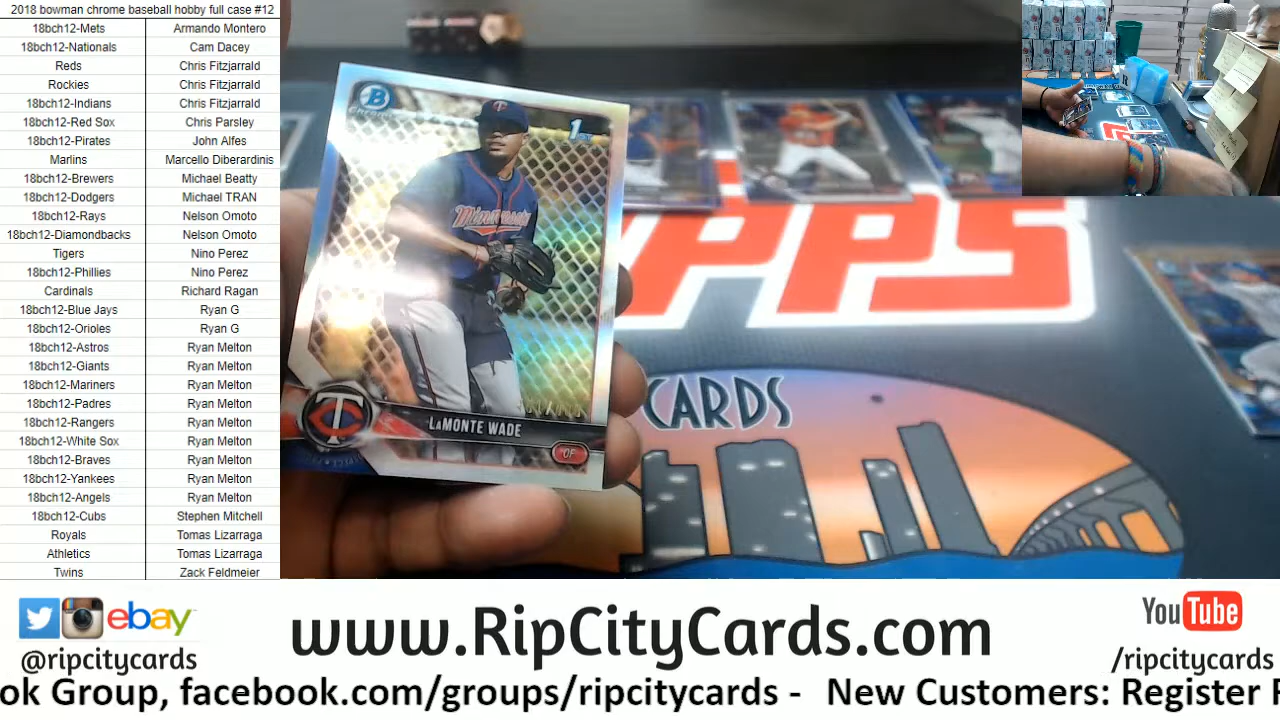 2018 bowman chrome baseball hobby full case #12
18bch12-Mets Armando Montero
18bch12-Nationals Cam Dacey
Reds Chris Fitzjarrald
Rockies Chris Fitzjarrald
18bch12-Indians Chris Fitzjarrald
18bch12-Red Sox Chris Parsley
18bch12-Pirates John Alfes
Marlins Marcello Diberardinis
18bch12-Brewers Michael Beatty
18bch12-Dodgers Michael TRAN
18bch12-Rays Nelson Omoto
18bch12-Diamondbacks Nelson Omoto
Tigers Nino Perez
18bch12-Phillies Nino Perez
Cardinals Richard Ragan
18bch12-Blue Jays Ryan G
18bch12-Orioles Ryan G
18bch12-Astros Ryan Melton
18bch12-Giants Ryan Melton
18bch12-Mariners Ryan Melton
18bch12-Padres Ryan Melton
18bch12-Rangers Ryan Melton
18bch12-White Sox Ryan Melton
18bch12-Braves Ryan Melton
18bch12-Yankees Ryan Melton
18bch12-Angels Ryan Melton
18bch12-Cubs Stephen Mitchell
Royals Tomas Lizarraga
Athletics Tomas Lizarraga
Twins Zack Feldmeier
B
1st
Minnesota
TC
LaMONTE WADE
OF
PPS
CARDS
ebay
@ripcitycards
www.RipCityCards.com
YouTube
/ripcitycards
ok Group, facebook.com/groups/ripcitycards - New Customers: Register